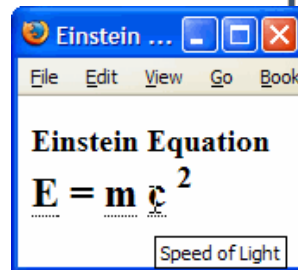 Einstein ...
File Edit View Go Book
Einstein Equation
E = m c 2
Speed of Light